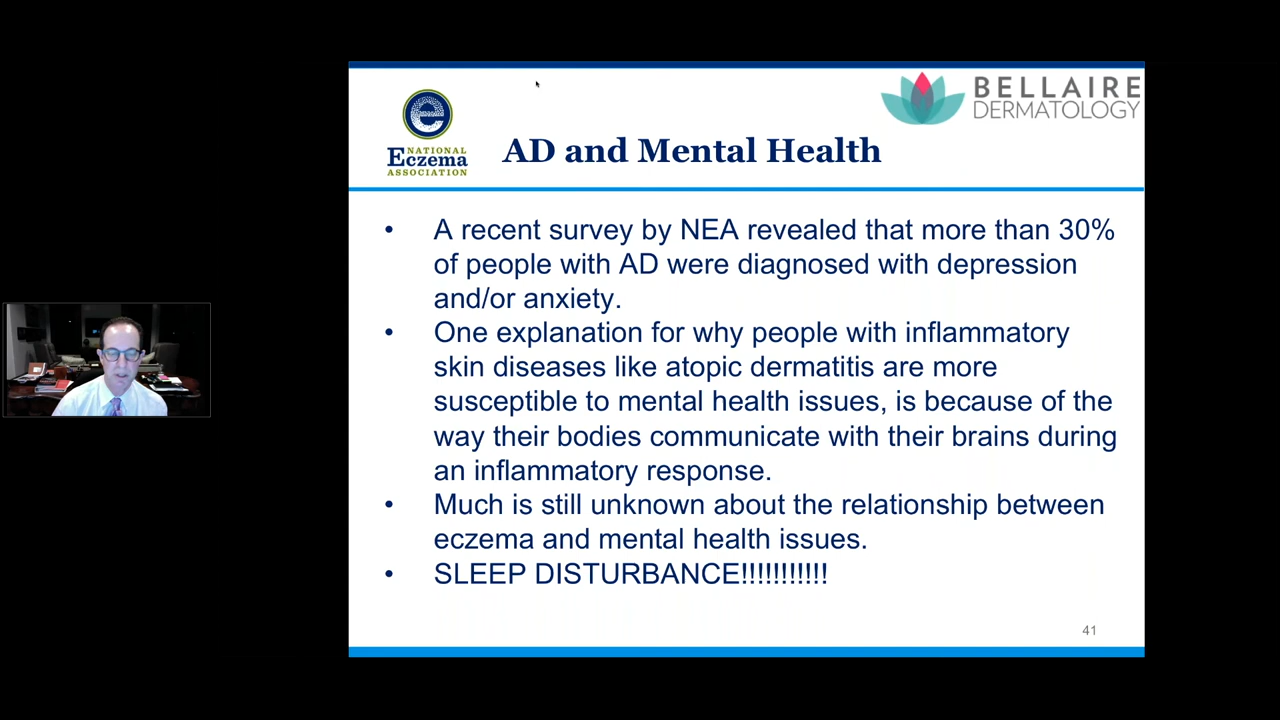 BELLAIRE
DERMATOLOGY
e
NATIONAL
Eczema
ASSOCIATION
AD and Mental Health
• A recent survey by NEA revealed that more than 30%
of people with AD were diagnosed with depression
and/or anxiety.
• One explanation for why people with inflammatory
skin diseases like atopic dermatitis are more
susceptible to mental health issues, is because of the
way their bodies communicate with their brains during
an inflammatory response.
• Much is still unknown about the relationship between
eczema and mental health issues.
• SLEEP DISTURBANCE!!!!!!!!!!!
41